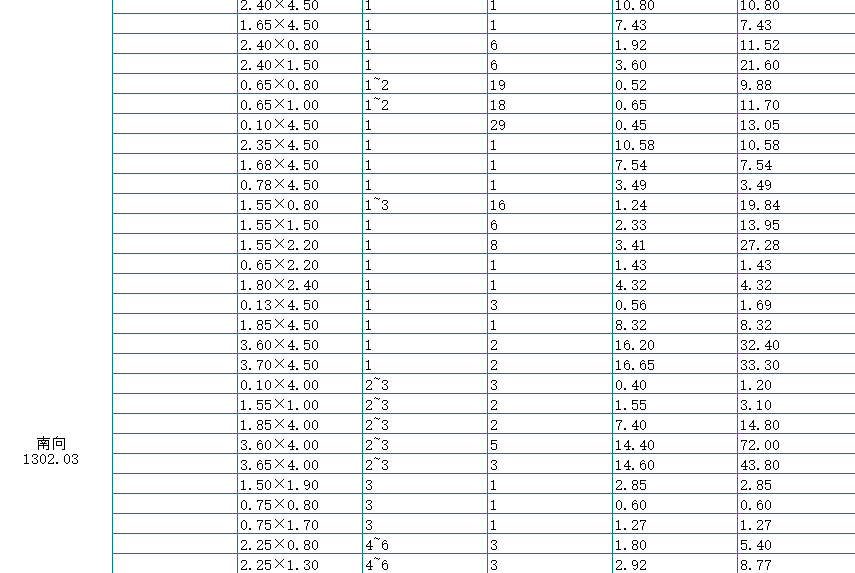 2.40×4.50 1 1 10.80 10.80
1.65×4.50 1 1 7.43 7.43
2.40×0.80 1 6 1.92 11.52
2.40×1.50 1 6 3.60 21.60
0.65×0.80 1~2 19 0.52 9.88
0.65×1.00 1~2 18 0.65 11.70
0.10×4.50 1 29 0.45 13.05
2.35×4.50 1 1 10.58 10.58
1.68×4.50 1 1 7.54 7.54
0.78×4.50 1 1 3.49 3.49
1.55×0.80 1~3 16 1.24 19.84
1.55×1.50 1 6 2.33 13.95
1.55×2.20 1 8 3.41 27.28
0.65×2.20 1 1 1.43 1.43
1.80×2.40 1 1 4.32 4.32
0.13×4.50 1 3 0.56 1.69
1.85×4.50 1 1 8.32 8.32
3.60×4.50 1 2 16.20 32.40
3.70×4.50 1 2 16.65 33.30
0.10×4.00 2~3 3 0.40 1.20
1.55×1.00 2~3 2 1.55 3.10
1.85×4.00 2~3 2 7.40 14.80
南向 3.60×4.00 2~3 5 14.40 72.00
1302.03 3.65×4.00 2~3 3 14.60 43.80
1.50×1.90 3 1 2.85 2.85
0.75×0.80 3 1 0.60 0.60
0.75×1.70 3 1 1.27 1.27
2.25×0.80 4~6 3 1.80 5.40
2.25×1.30 4~6 3 2.92 8.77